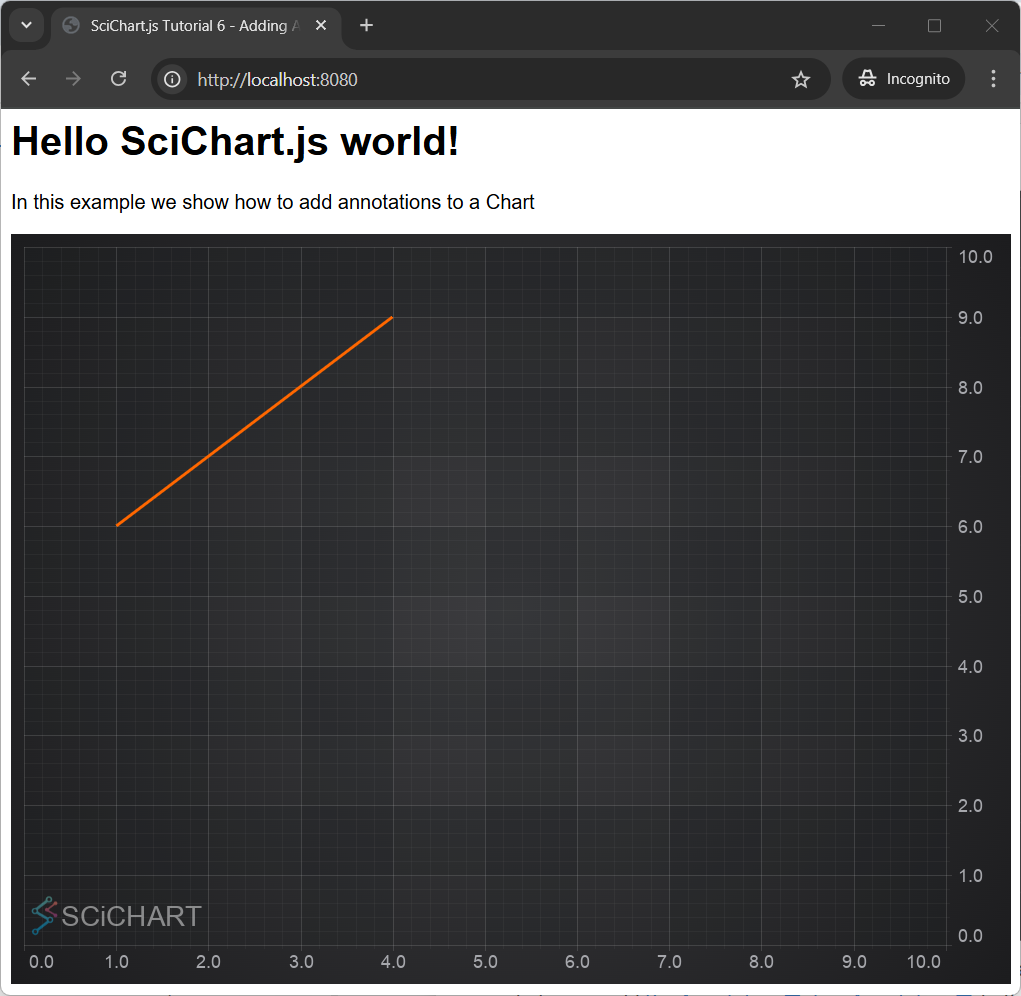 SciChart.js Tutorial 6 - Adding
http://localhost:8080
Incognito
Hello SciChart.js world!
In this example we show how to add annotations to a Chart
10.0
9.0
8.0
7.0
6.0
5.0
4.0
3.0
2.0
1.0
0.0
SCiCHART
0.0 1.0 2.0 3.0 4.0 5.0 6.0 7.0 8.0 9.0 10.0